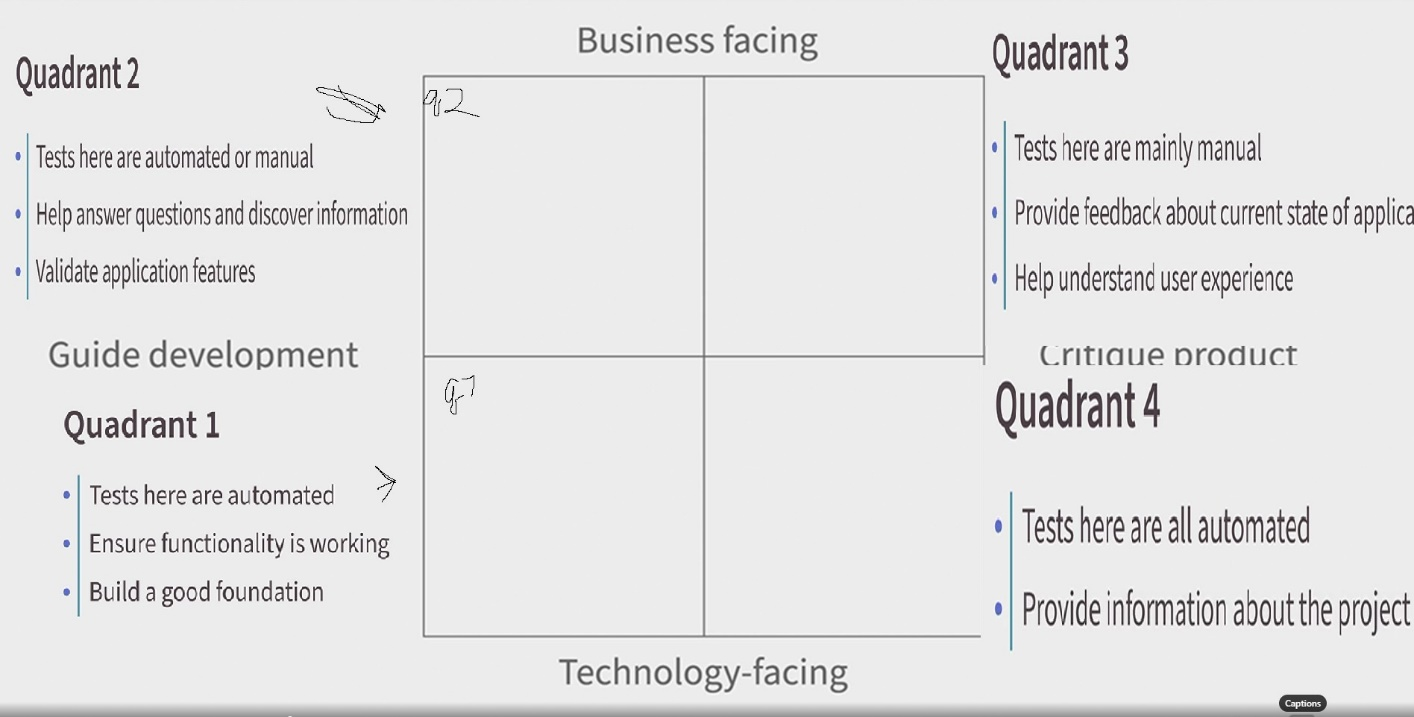 Business facing
Quadrant 2
Tests here are automated or manual
Help answer questions and discover information
Validate application features
q2
Quadrant 3
Tests here are mainly manual
Provide feedback about current state of applica
Help understand user experience
Guide development
Critique product
Quadrant 1
Tests here are automated
Ensure functionality is working
Build a good foundation
Quadrant 4
Tests here are all automated
Provide information about the project
Technology-facing
Captions